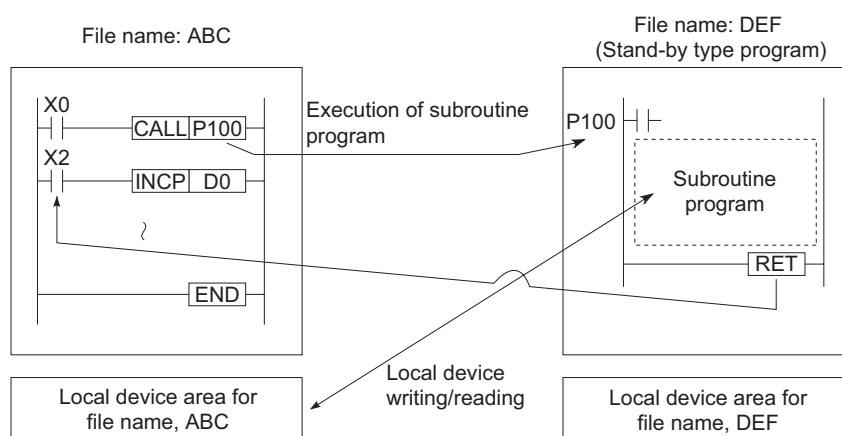 File name: ABC
File name: DEF
(Stand-by type program)
X0
CALL P100
X2
INCP D0
END
Execution of subroutine
program
P100
Subroutine
program
RET
Local device
writing/reading
Local device area for
file name, ABC
Local device area for
file name, DEF